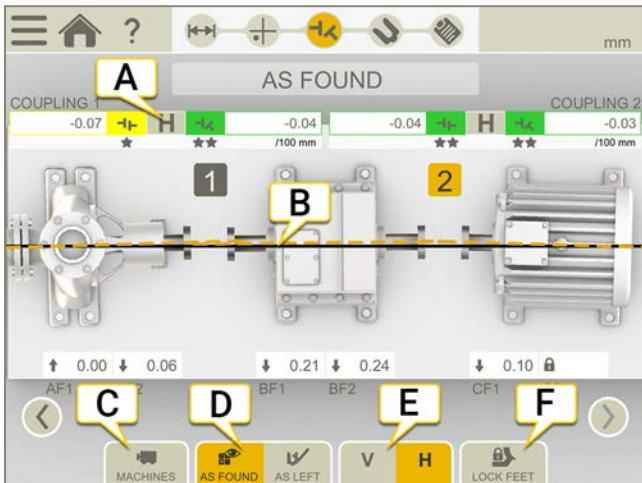 ?
mm
A
AS FOUND
COUPLING 1
COUPLING 2
-0.07 H -0.04
-0.04 H -0.03
/100 mm
/100 mm
1
2
B
0.00 0.06
0.21 0.24
0.10
AF1
BF1 BF2
CF1
C
D
E
F
MACHINES
AS FOUND
AS LEFT
V
H
LOCK FEET